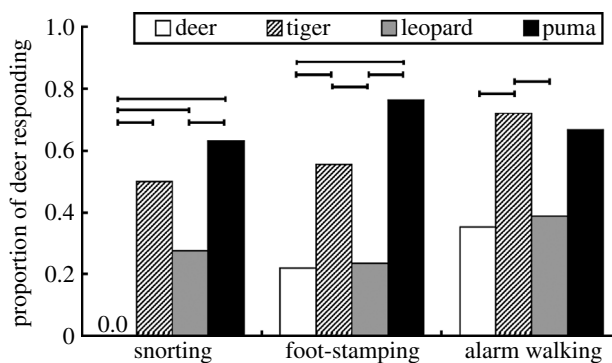 1.0
deer tiger leopard puma
0.8
0.6
0.4
0.2
0.0
0
proportion of deer responding
snorting foot-stamping alarm walking